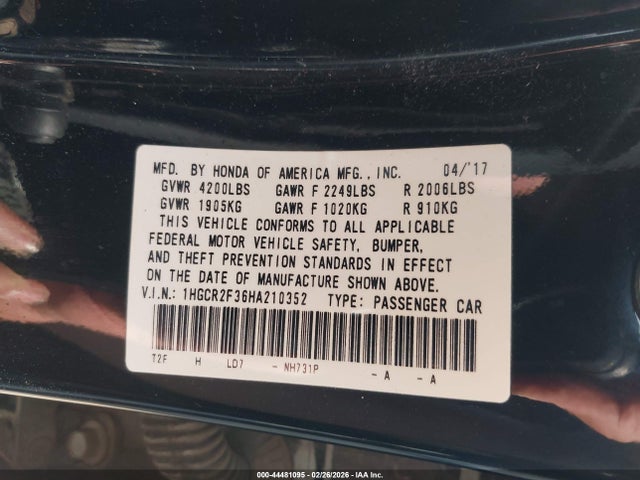 MFD. BY HONDA OF AMERICA MFG., INC. 04/'17
GVWR 4200LBS GAWR F 2249LBS R 2006LBS
GVWR 1905KG GAWR F 1020KG R 910KG
THIS VEHICLE CONFORMS TO ALL APPLICABLE
FEDERAL MOTOR VEHICLE SAFETY, BUMPER,
AND THEFT PREVENTION STANDARDS IN EFFECT
ON THE DATE OF MANUFACTURE SHOWN ABOVE.
V.I.N.: 1HGCR2F36HA210352 TYPE: PASSENGER CAR
T2F H LD7 - NH731P - A - A
000-44481095 - 02/26/2026 - IAA Inc.